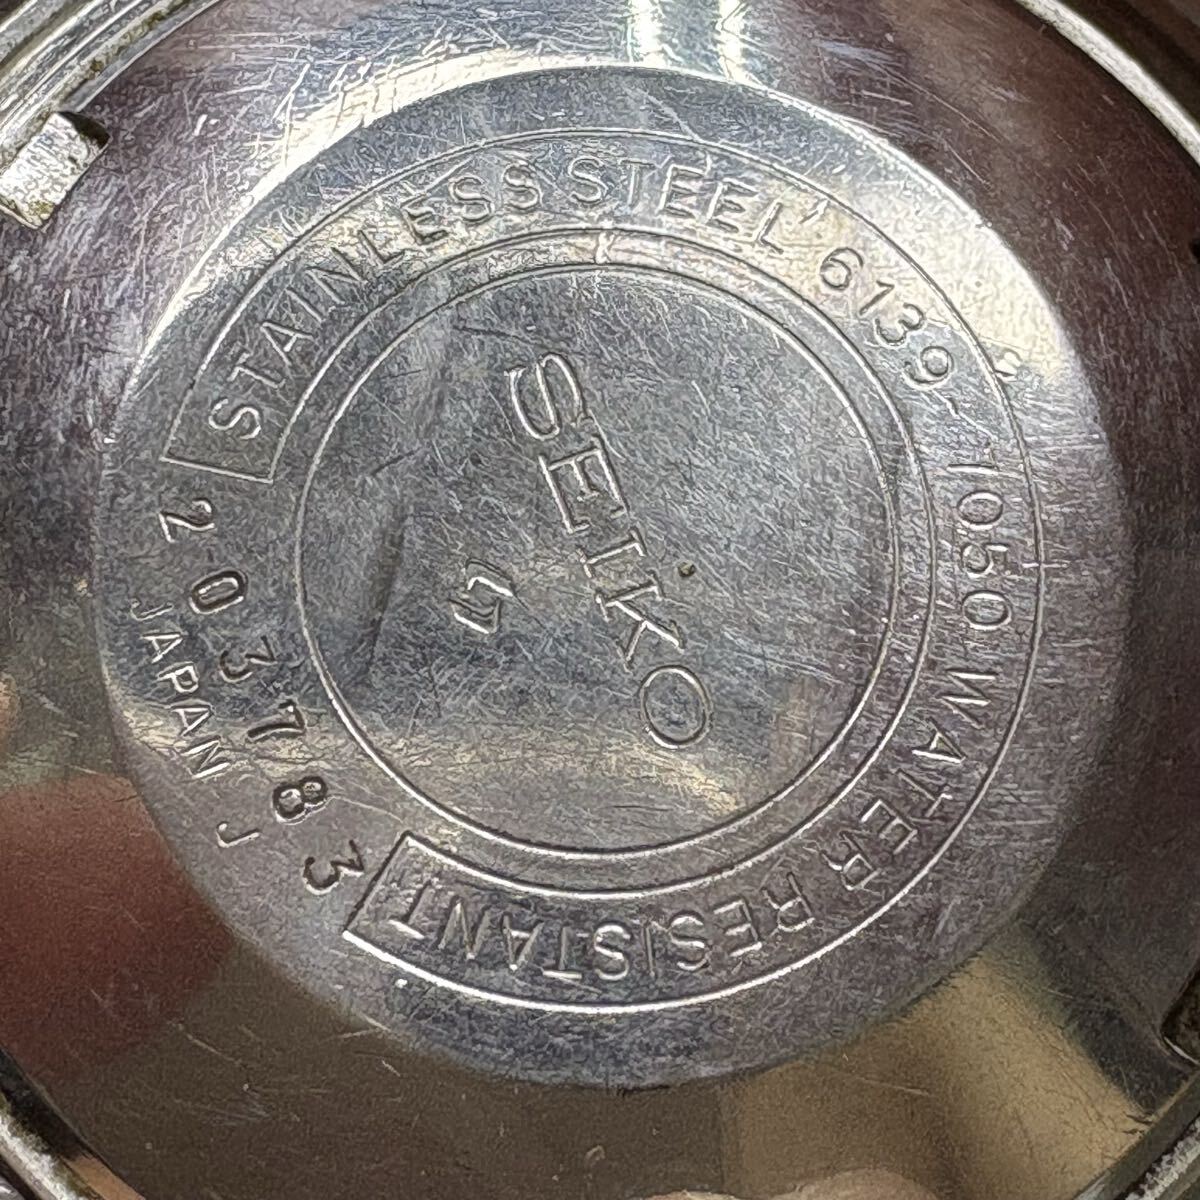 STAINLESS STEEL 6139-7050 WATER RESISTANT
SEIKO
203783
JAPAN J